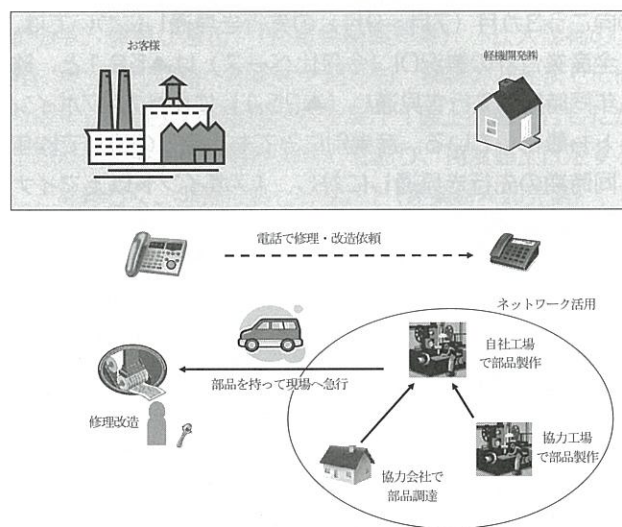 お客様
軽機開発㈱
電話で修理・改造依頼
ネットワーク活用
自社工場
で部品製作
部品を持って現場へ急行
修理改造
協力会社で
部品調達
協力工場
で部品製作